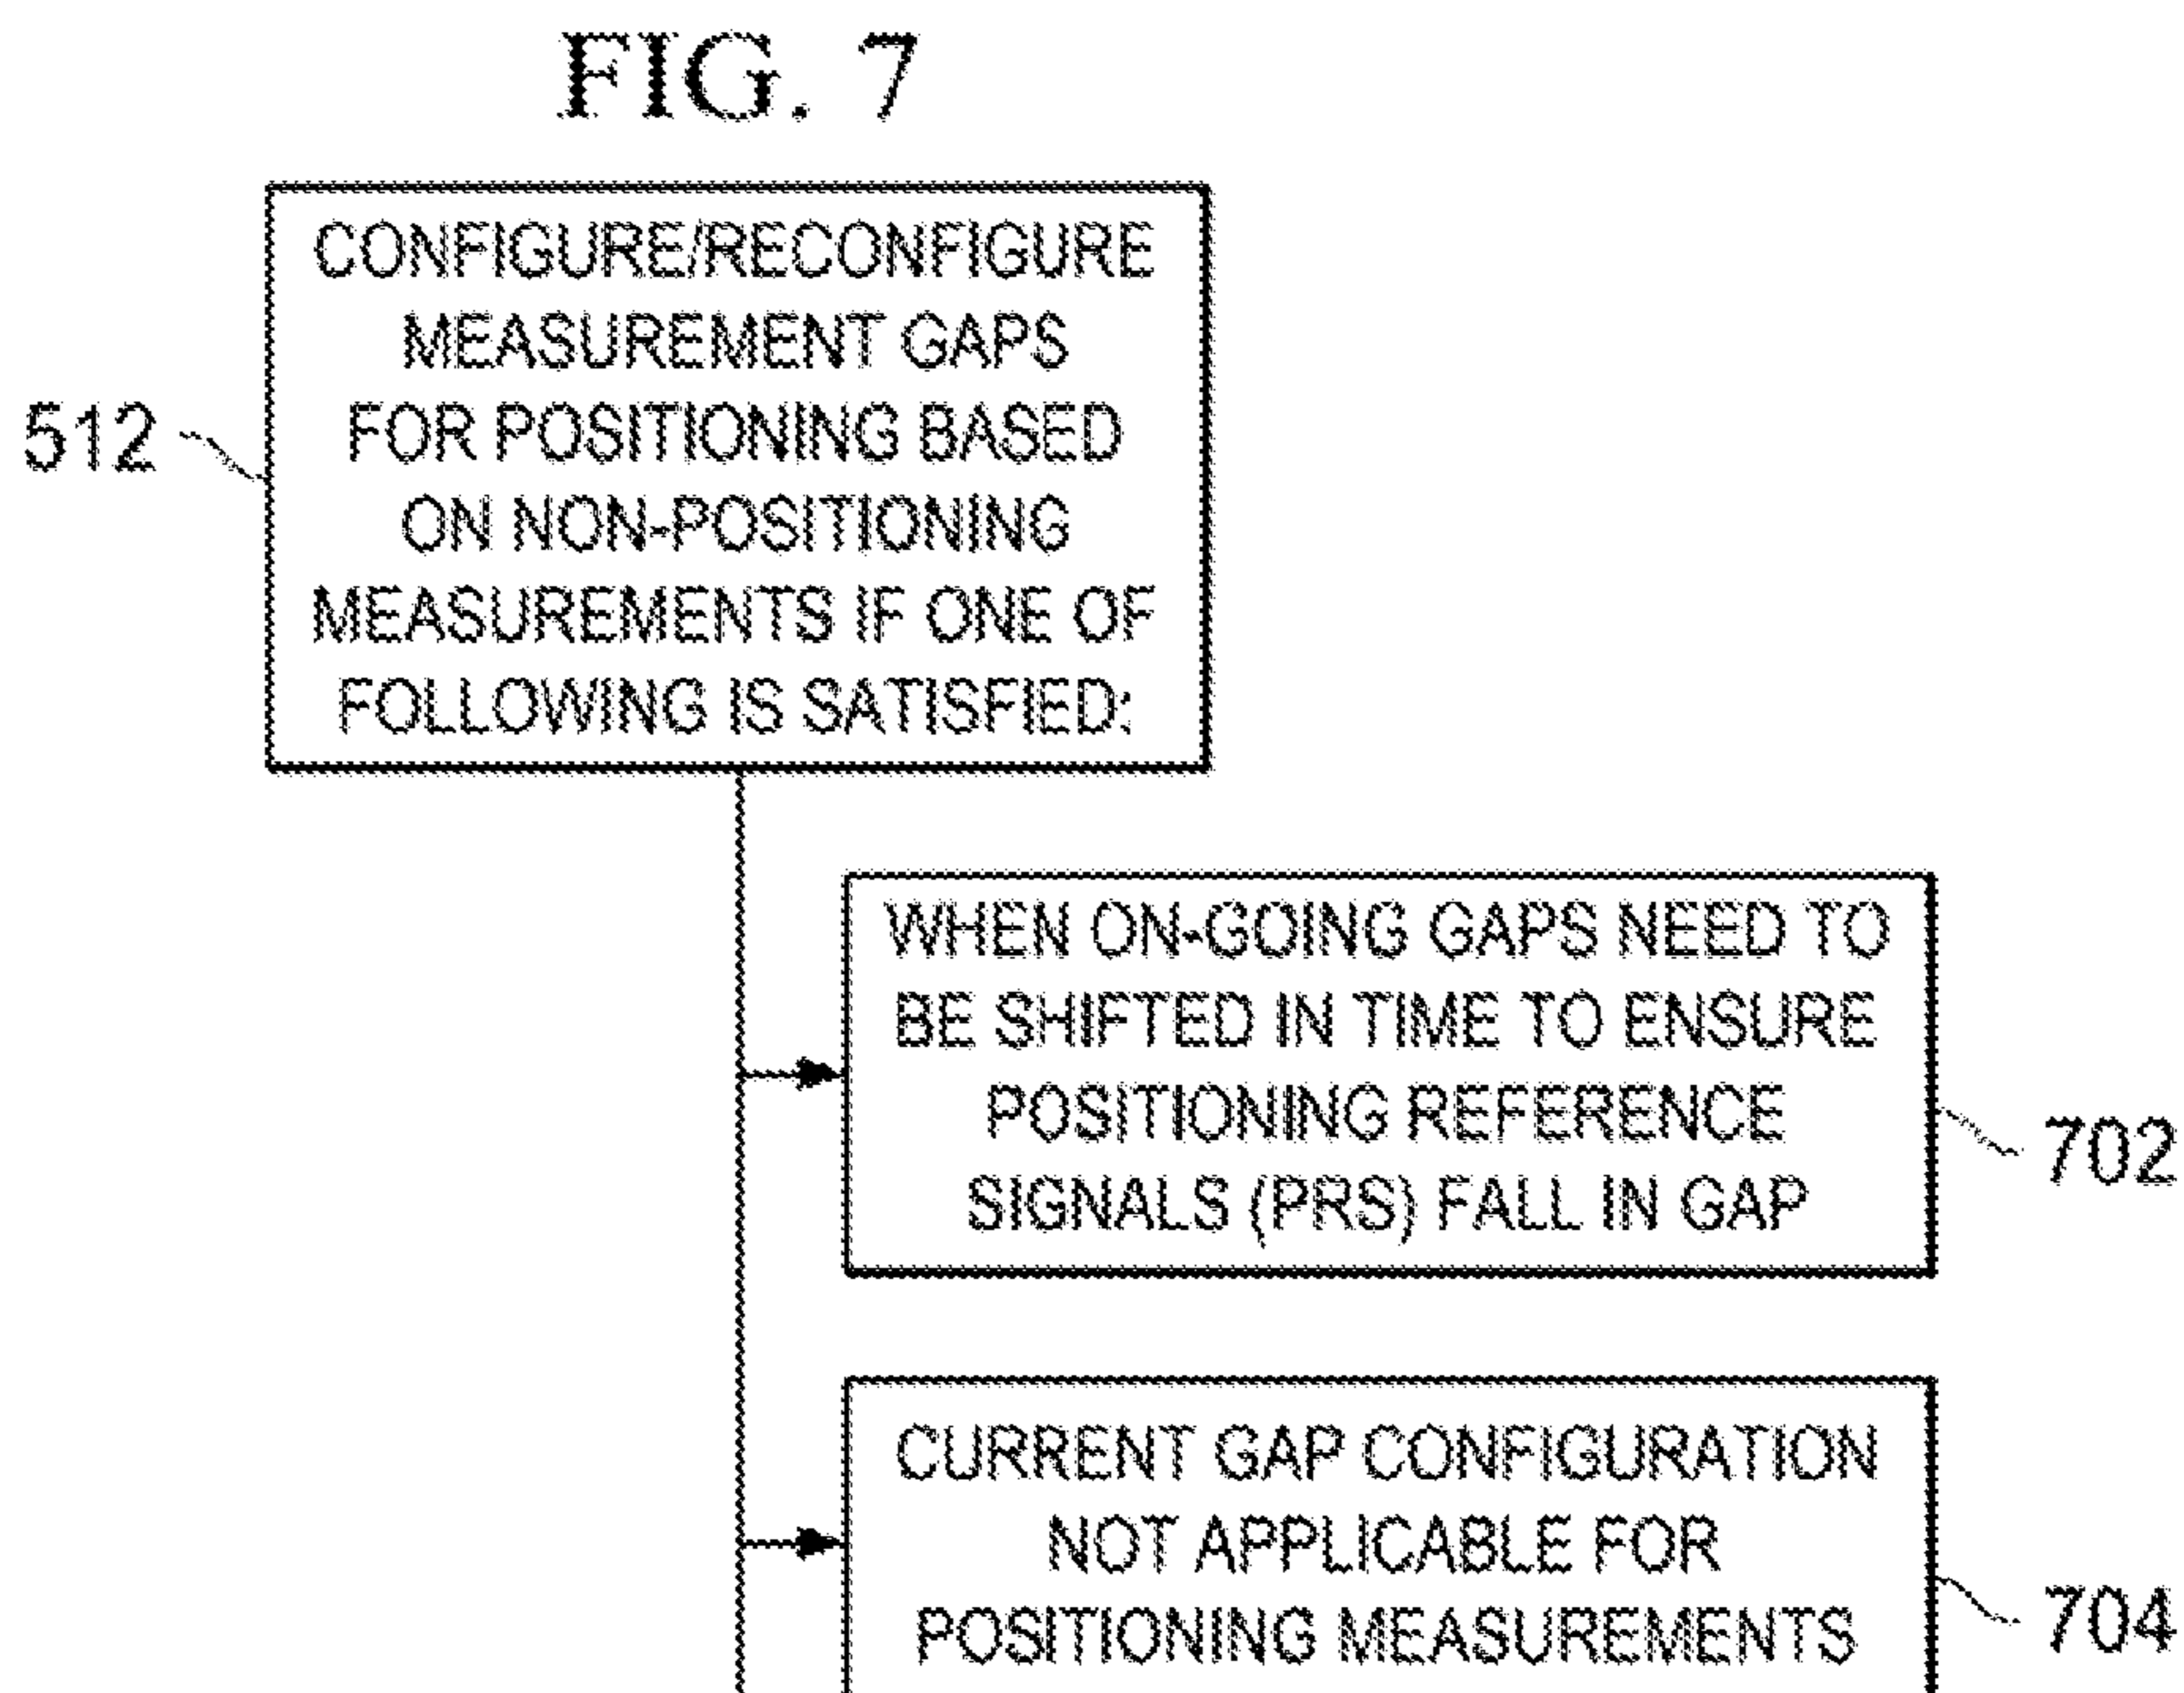 FIG. 7
CONFIGURE/RECONFIGURE
MEASUREMENT GAPS
FOR POSITIONING BASED
ON NON-POSITIONING
MEASUREMENTS IF ONE OF
FOLLOWING IS SATISFIED:
512
WHEN ON-GOING GAPS NEED TO
BE SHIFTED IN TIME TO ENSURE
POSITIONING REFERENCE
SIGNALS (PRS) FALL IN GAP
702
CURRENT GAP CONFIGURATION
NOT APPLICABLE FOR
POSITIONING MEASUREMENTS
704